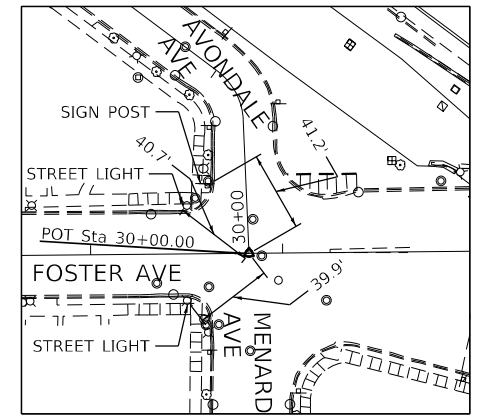 AVONDALE
AVE
SIGN POST
40.7'
41.2'
STREET LIGHT
30+00
POT Sta 30+00.00
FOSTER AVE
39.9'
MENARD
AVE
STREET LIGHT